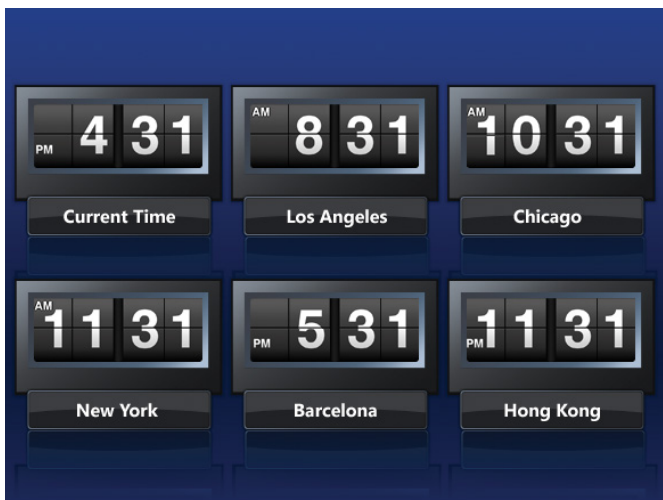 PM 4 31
AM 8 31
AM 10 31
Current Time
Los Angeles
Chicago
AM 11 31
PM 5 31
PM 11 31
New York
Barcelona
Hong Kong